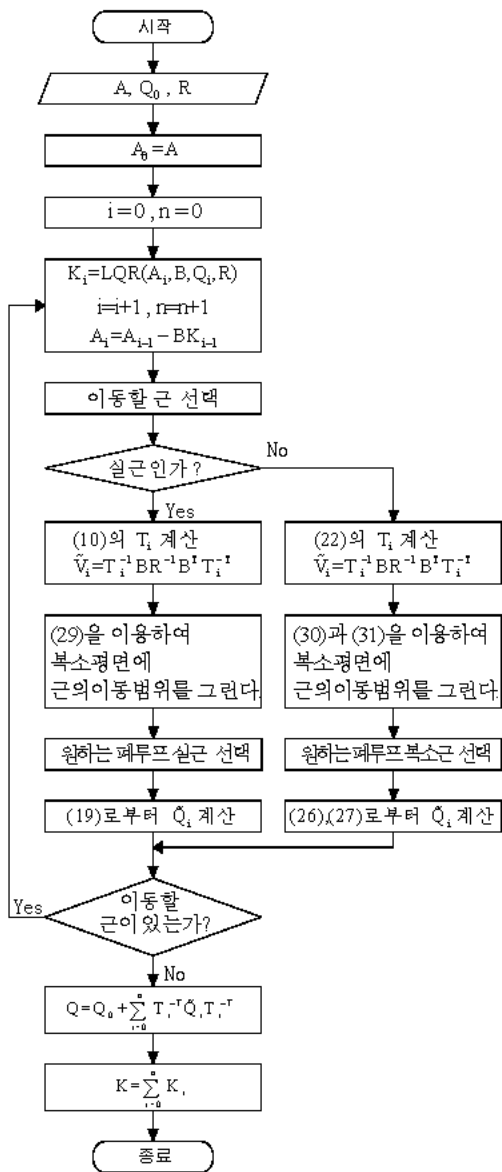 시작
A, Q₀ , R
A₀=A
i=0 , n=0
Kᵢ=LQR(Aᵢ,B,Qᵢ,R)
i=i+1 , n=n+1
Aᵢ=Aᵢ₋₁−BKᵢ₋₁
이동할 근 선택
실근인가?
No
Yes
(10)의 Tᵢ 계산
Ṽᵢ=Tᵢ⁻¹BR⁻¹BᵀTᵢ⁻ᵀ
(22)의 Tᵢ 계산
Ṽᵢ=Tᵢ⁻¹BR⁻¹BᵀTᵢ⁻ᵀ
(29)을 이용하여
복소평면에
근의이동범위를 그린다.
(30)과 (31)을 이용하여
복소평면에
근의이동범위를 그린다.
원하는폐루프실근 선택
원하는폐루프복소근 선택
(19)로부터 Q̃ᵢ 계산
(26),(27)로부터 Q̃ᵢ 계산
이동할
근이 있는가?
Yes
No
Q=Q₀+∑ Tᵢ⁻ᵀQ̃ᵢTᵢ⁻ᵀ
K=∑ Kᵢ
종료